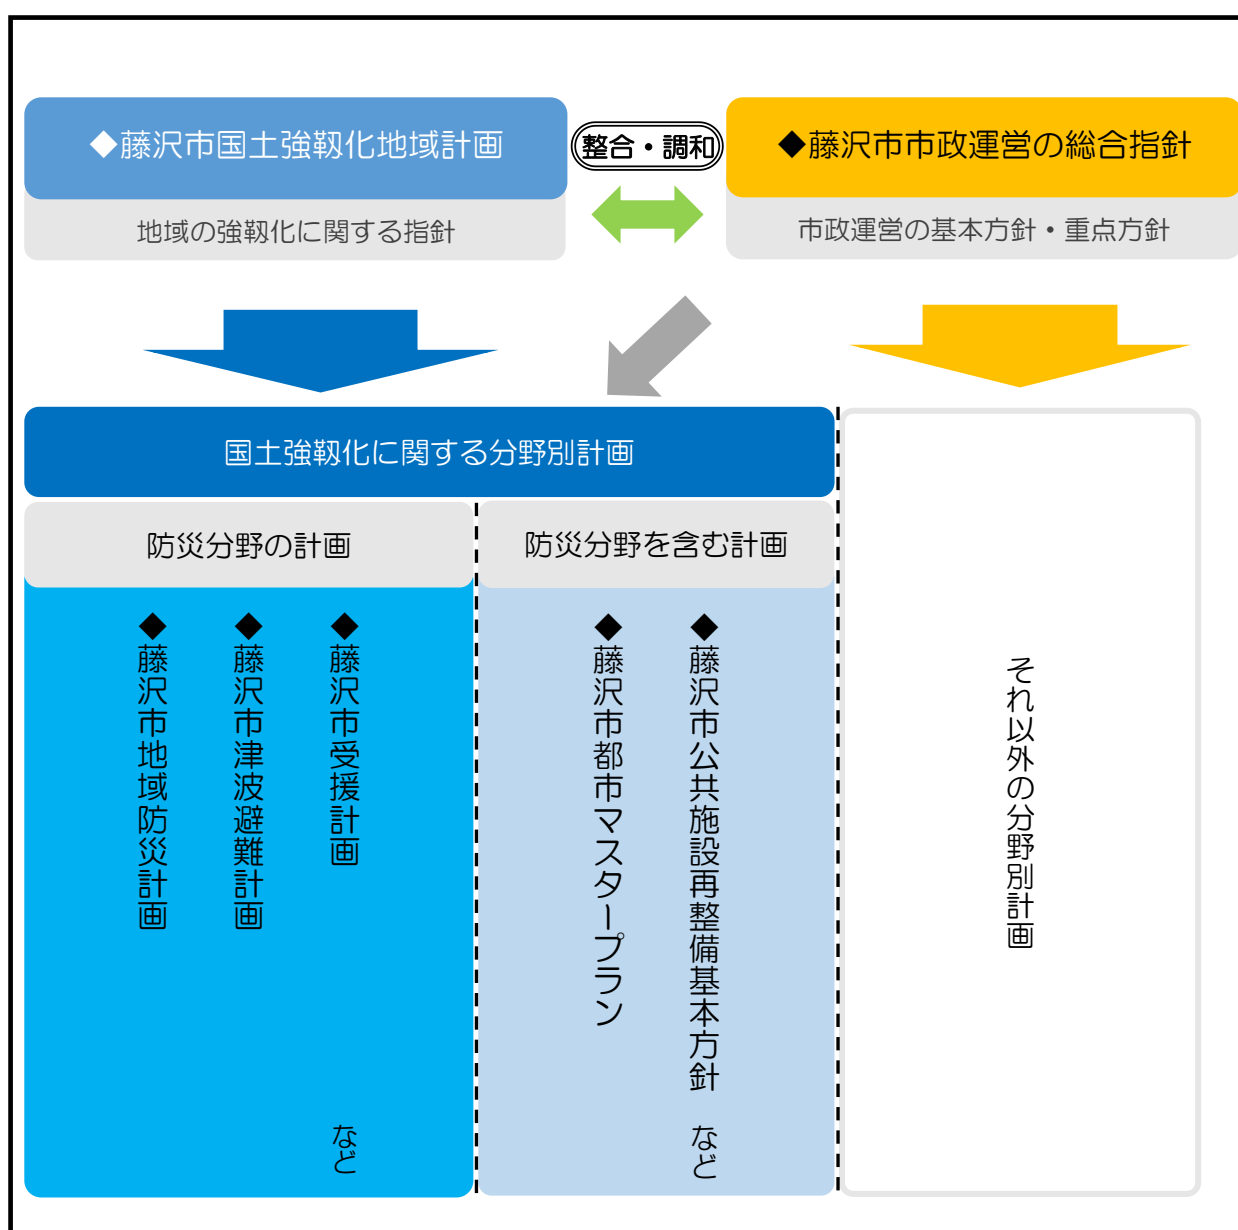 ◆藤沢市国土強靱化地域計画
整合・調和
◆藤沢市市政運営の総合指針
地域の強靱化に関する指針
市政運営の基本方針・重点方針
国土強靱化に関する分野別計画
防災分野の計画
防災分野を含む計画
◆藤沢市地域防災計画
◆藤沢市津波避難計画
◆藤沢市受援計画
など
◆藤沢市都市マスタープラン
◆藤沢市公共施設再整備基本方針
など
それ以外の分野別計画